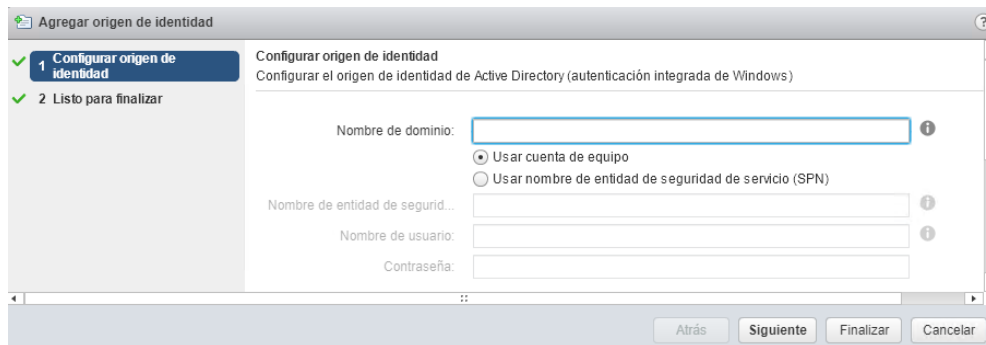 Agregar origen de identidad
?
1 Configurar origen de
identidad
2 Listo para finalizar
Configurar origen de identidad
Configurar el origen de identidad de Active Directory (autenticación integrada de Windows)
Nombre de dominio:
Usar cuenta de equipo
Usar nombre de entidad de seguridad de servicio (SPN)
Nombre de entidad de segurid...
Nombre de usuario:
Contraseña:
Atrás Siguiente Finalizar Cancelar